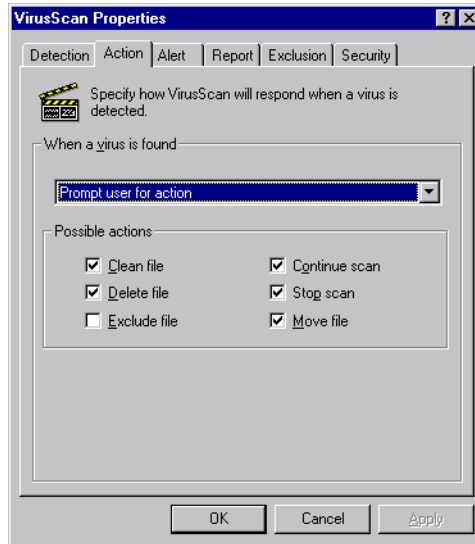 VirusScan Properties
Detection Action Alert Report Exclusion Security
Specify how VirusScan will respond when a virus is
detected.
When a virus is found
Prompt user for action
Possible actions
Clean file Continue scan
Delete file Stop scan
Exclude file Move file
OK Cancel Apply